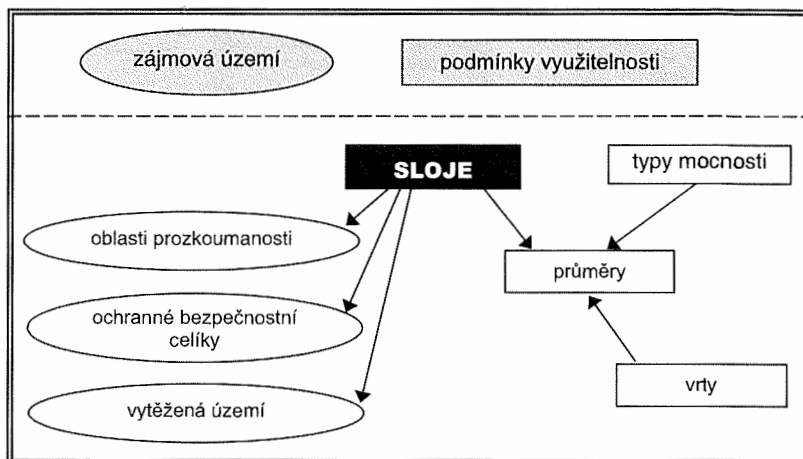 zájmová území
podmínky využitelnosti
SLOJE
typy mocnosti
oblasti prozkoumanosti
průměry
ochranné bezpečnostní
celíky
vrty
vytěžená území